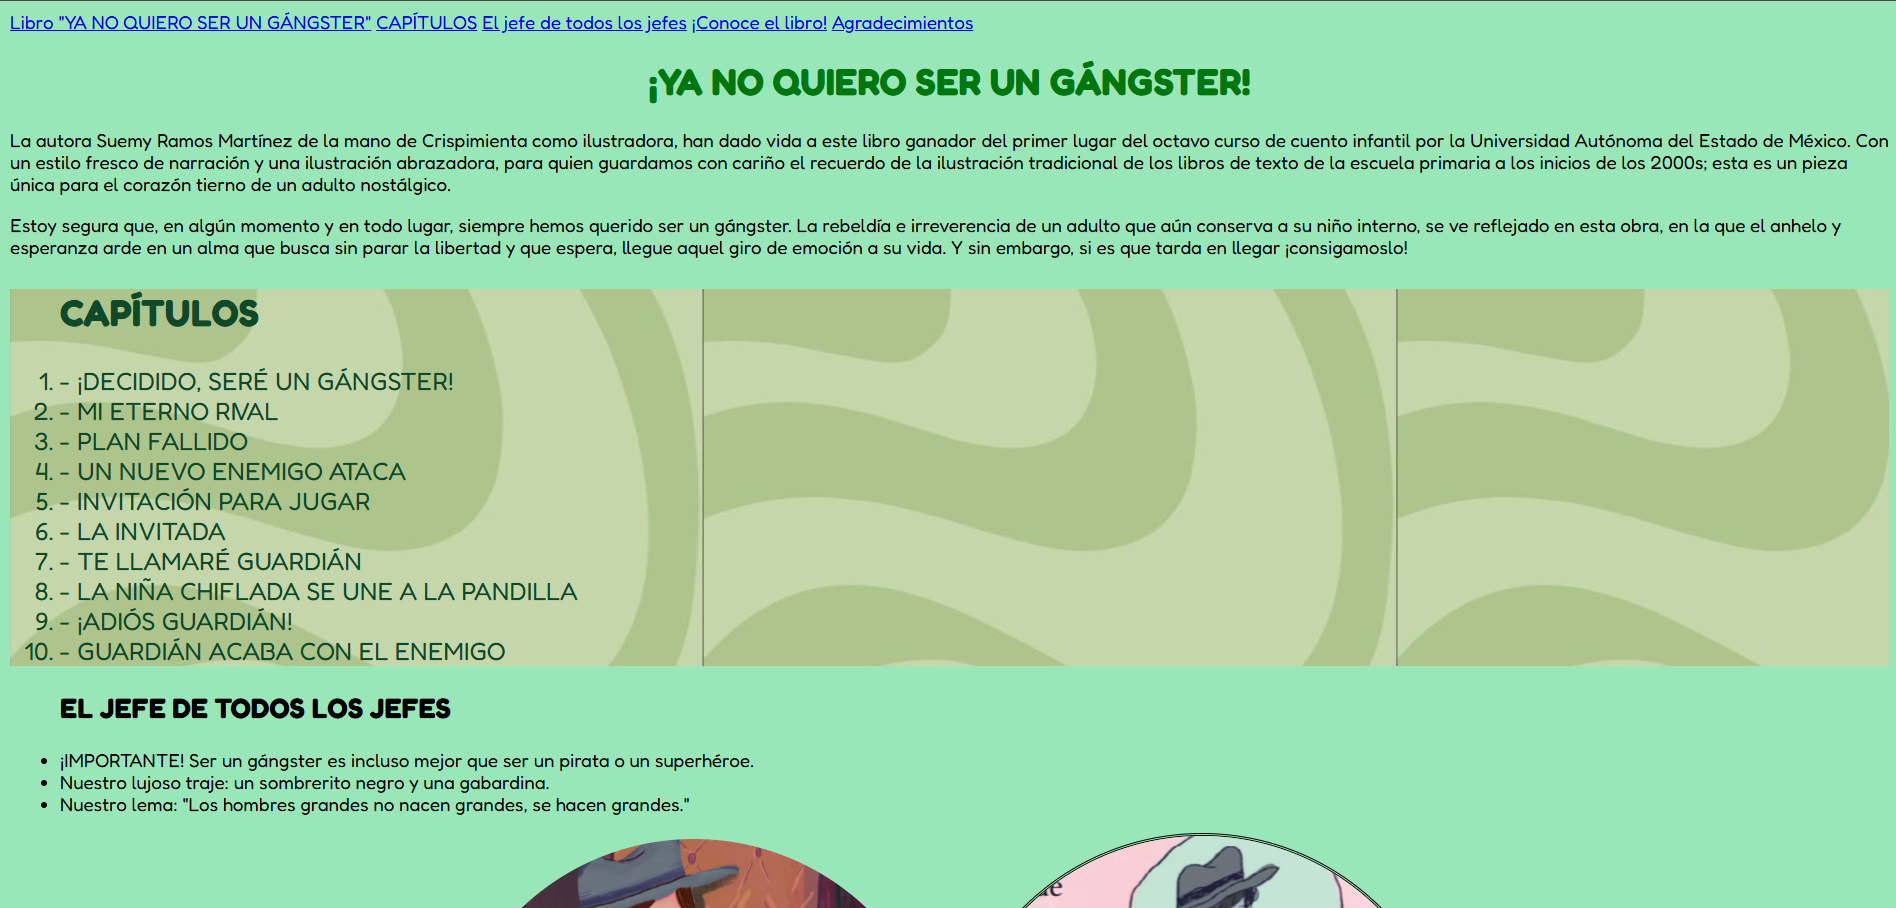 Libro "YA NO QUIERO SER UN GÁNGSTER" CAPÍTULOS El jefe de todos los jefes ¡Conoce el libro! Agradecimientos
¡YA NO QUIERO SER UN GÁNGSTER!
La autora Suemy Ramos Martínez de la mano de Crispimienta como ilustradora, han dado vida a este libro ganador del primer lugar del octavo curso de cuento infantil por la Universidad Autónoma del Estado de México. Con
un estilo fresco de narración y una ilustración abrazadora, para quien guardamos con cariño el recuerdo de la ilustración tradicional de los libros de texto de la escuela primaria a los inicios de los 2000s; esta es un pieza
única para el corazón tierno de un adulto nostálgico.
Estoy segura que, en algún momento y en todo lugar, siempre hemos querido ser un gángster. La rebeldía e irreverencia de un adulto que aún conserva a su niño interno, se ve reflejado en esta obra, en la que el anhelo y
esperanza arde en un alma que busca sin parar la libertad y que espera, llegue aquel giro de emoción a su vida. Y sin embargo, si es que tarda en llegar ¡consigamoslo!
CAPÍTULOS
1. - ¡DECIDIDO, SERÉ UN GÁNGSTER!
2. - MI ETERNO RIVAL
3. - PLAN FALLIDO
4. - UN NUEVO ENEMIGO ATACA
5. - INVITACIÓN PARA JUGAR
6. - LA INVITADA
7. - TE LLAMARÉ GUARDIÁN
8. - LA NIÑA CHIFLADA SE UNE A LA PANDILLA
9. - ¡ADIÓS GUARDIÁN!
10. - GUARDIÁN ACABA CON EL ENEMIGO
EL JEFE DE TODOS LOS JEFES
• ¡IMPORTANTE! Ser un gángster es incluso mejor que ser un pirata o un superhéroe.
• Nuestro lujoso traje: un sombrerito negro y una gabardina.
• Nuestro lema: "Los hombres grandes no nacen grandes, se hacen grandes."